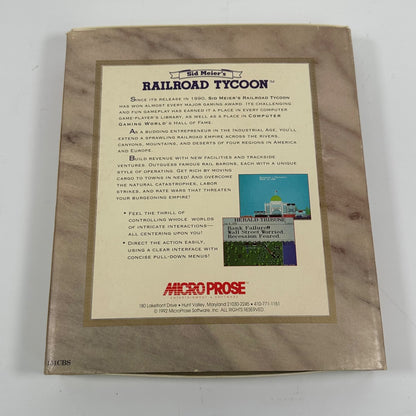 Sid Meier's
RAILROAD TYCOON™
SINCE ITS RELEASE IN 1990, SID MEIER'S RAILROAD TYCOON
HAS WON ALMOST EVERY MAJOR GAMING AWARD. ITS CHALLENGING
AND FUN GAMEPLAY HAS EARNED IT A PLACE IN EVERY COMPUTER
GAME-PLAYER'S LIBRARY, AS WELL AS A PLACE IN COMPUTER
GAMING WORLD'S HALL OF FAME.
AS A BUDDING ENTREPRENEUR IN THE INDUSTRIAL AGE, YOU'LL
EXTEND A SPRAWLING RAILROAD EMPIRE ACROSS THE RIVERS,
CANYONS, MOUNTAINS, AND DESERTS OF FOUR REGIONS IN AMERICA
AND EUROPE.
BUILD REVENUE WITH NEW FACILITIES AND TRACKSIDE
VENTURES. OUTGUESS FAMOUS RAIL BARONS, EACH WITH A UNIQUE
STYLE OF OPERATING. GET RICH BY MOVING
CARGO TO TOWNS IN NEED! AND OVERCOME
THE NATURAL CATASTROPHES, LABOR
STRIKES, AND RATE WARS THAT THREATEN
YOUR BURGEONING EMPIRE!
• FEEL THE THRILL OF
CONTROLLING WHOLE WORLDS
OF INTRICATE INTERACTIONS—
ALL CENTERING UPON YOU!
• DIRECT THE ACTION EASILY,
USING A CLEAR INTERFACE WITH
CONCISE PULL-DOWN MENUS!
HERALD TRIBUNE
Bank Failure!!
Wall Street Worried
Recession Feared.
MICROPROSE
ENTERTAINMENT • SOFTWARE
180 Lakefront Drive • Hunt Valley, Maryland 21030-2245 • 410-771-1151
© 1992 MicroProse Software, Inc. ALL RIGHTS RESERVED.